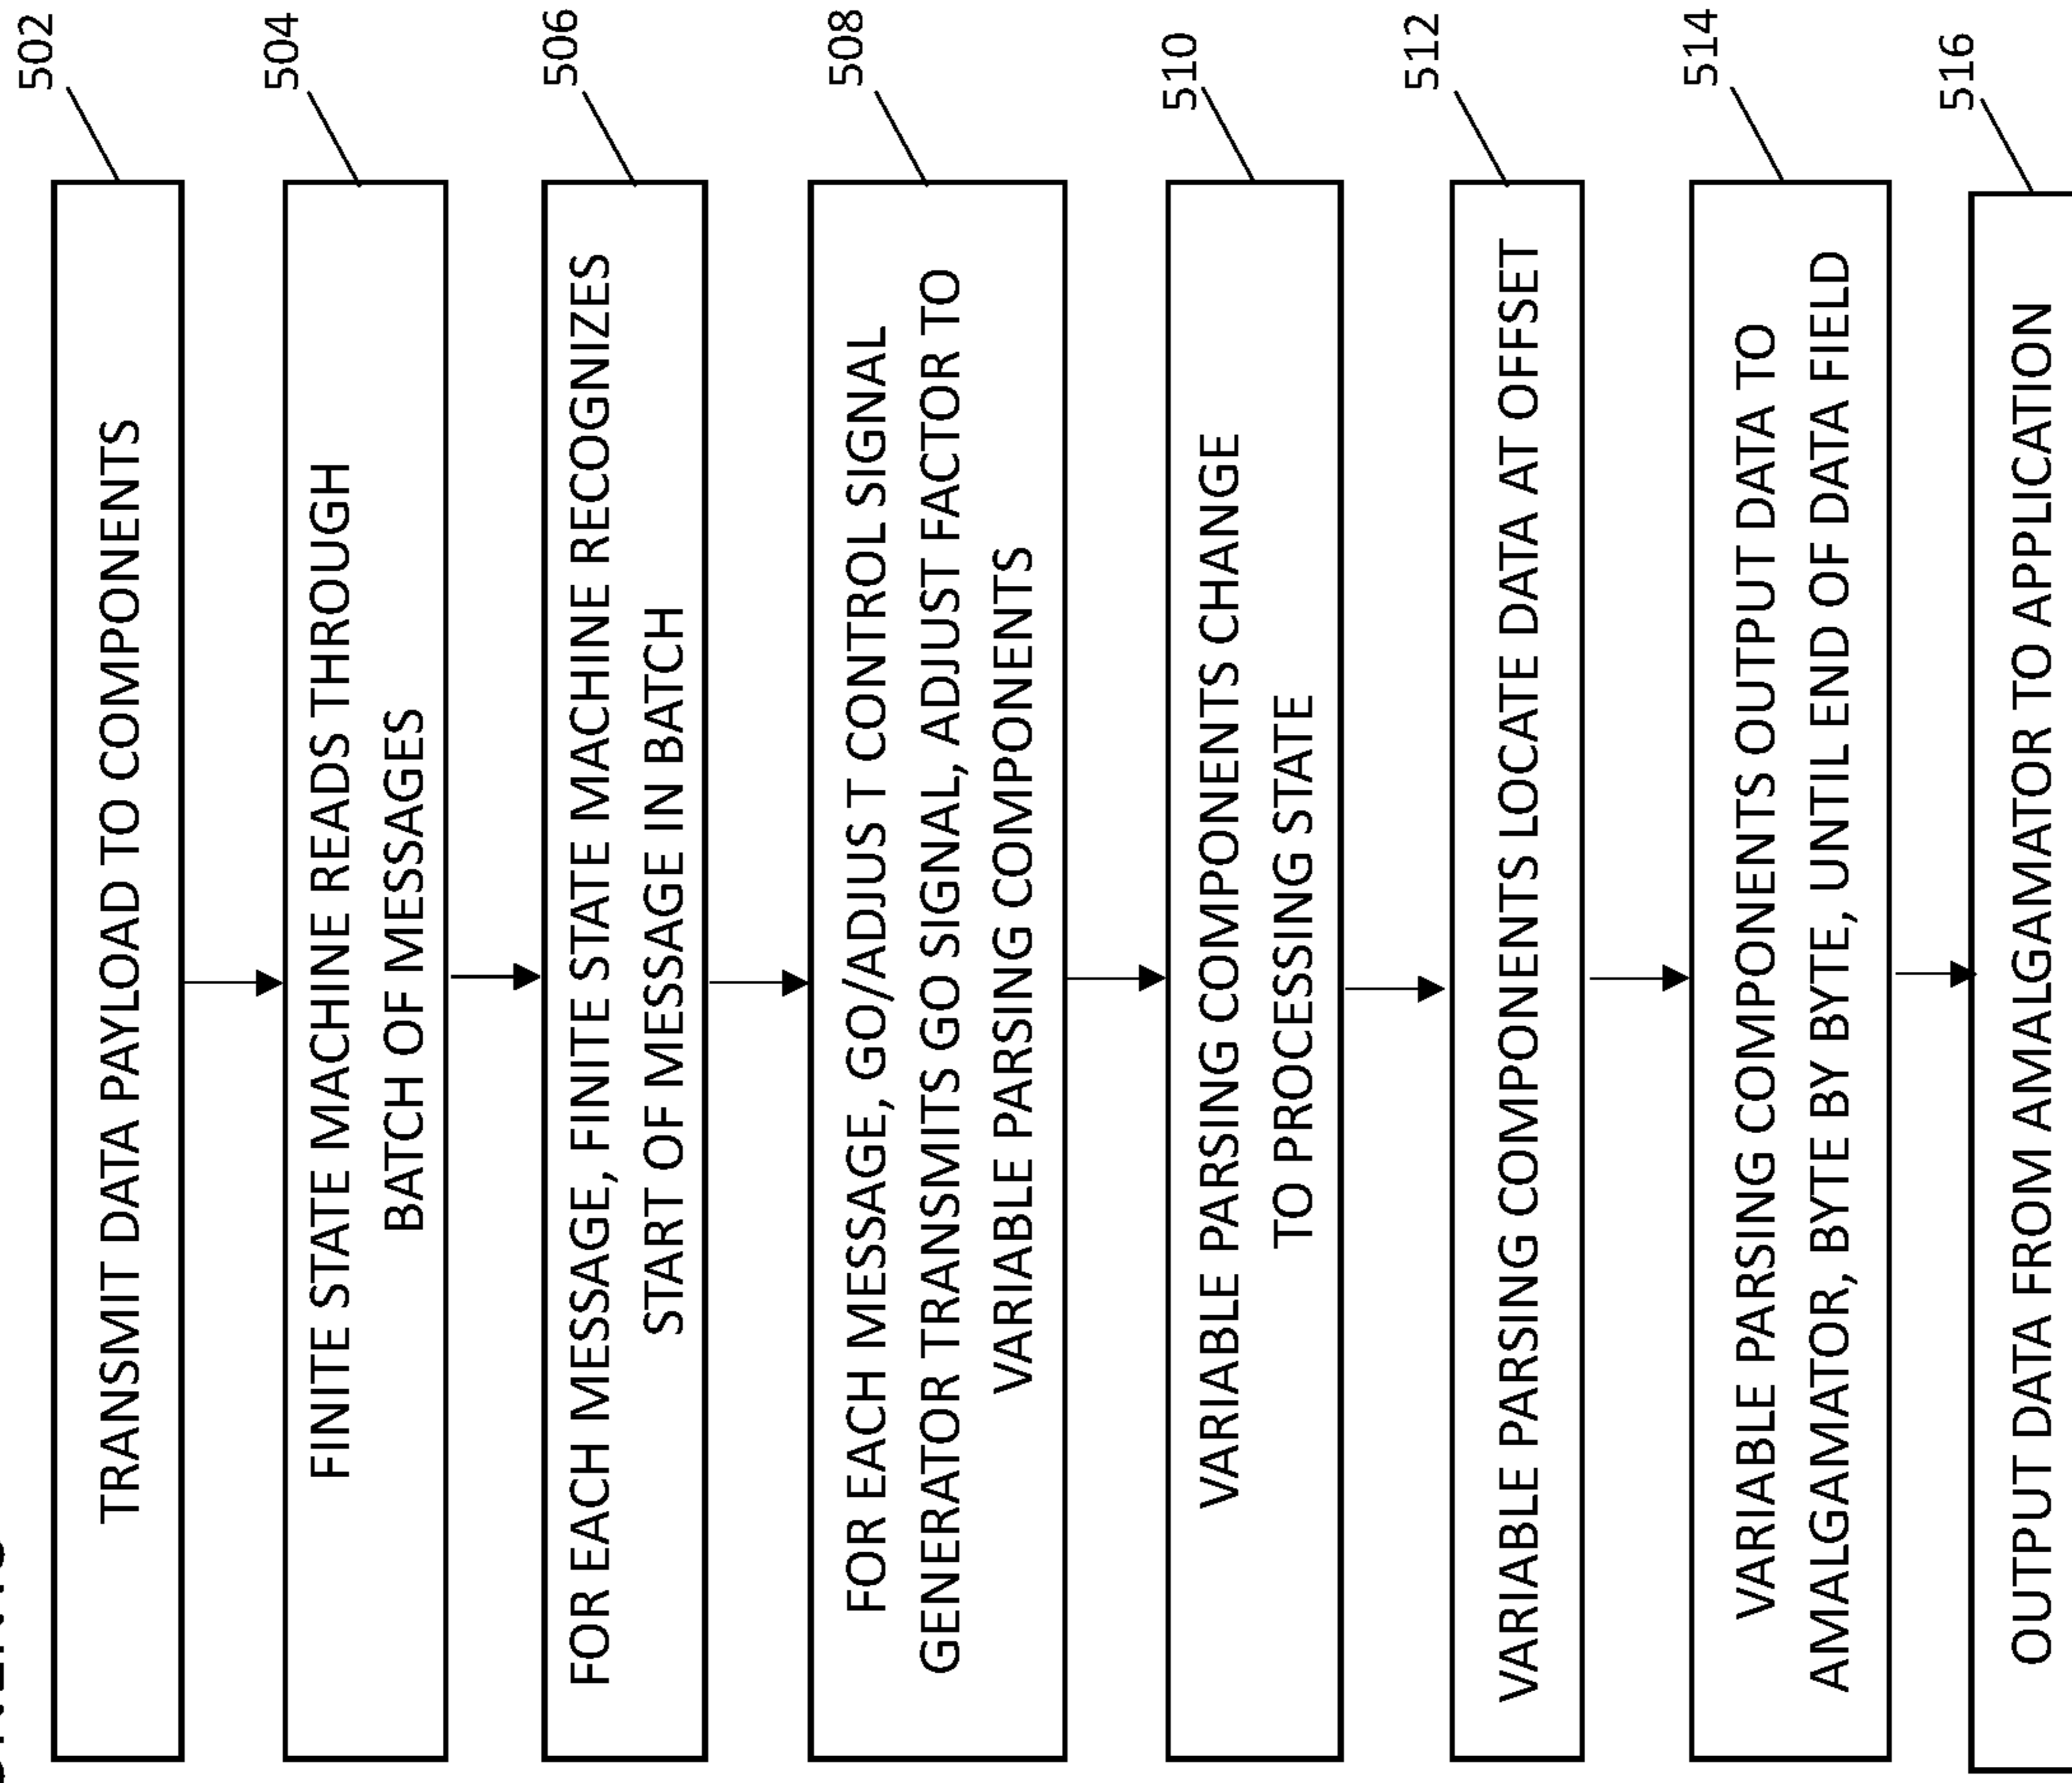 502
TRANSMIT DATA PAYLOAD TO COMPONENTS
504
FINITE STATE MACHINE READS THROUGH
BATCH OF MESSAGES
506
FOR EACH MESSAGE, FINITE STATE MACHINE RECOGNIZES
START OF MESSAGE IN BATCH
508
FOR EACH MESSAGE, GO/ADJUST CONTROL SIGNAL
GENERATOR TRANSMITS GO SIGNAL, ADJUST FACTOR TO
VARIABLE PARSING COMPONENTS
510
VARIABLE PARSING COMPONENTS CHANGE
TO PROCESSING STATE
512
VARIABLE PARSING COMPONENTS LOCATE DATA AT OFFSET
514
VARIABLE PARSING COMPONENTS OUTPUT DATA TO
AMALGAMATOR, BYTE BY BYTE, UNTIL END OF DATA FIELD
516
OUTPUT DATA FROM AMALGAMATOR TO APPLICATION